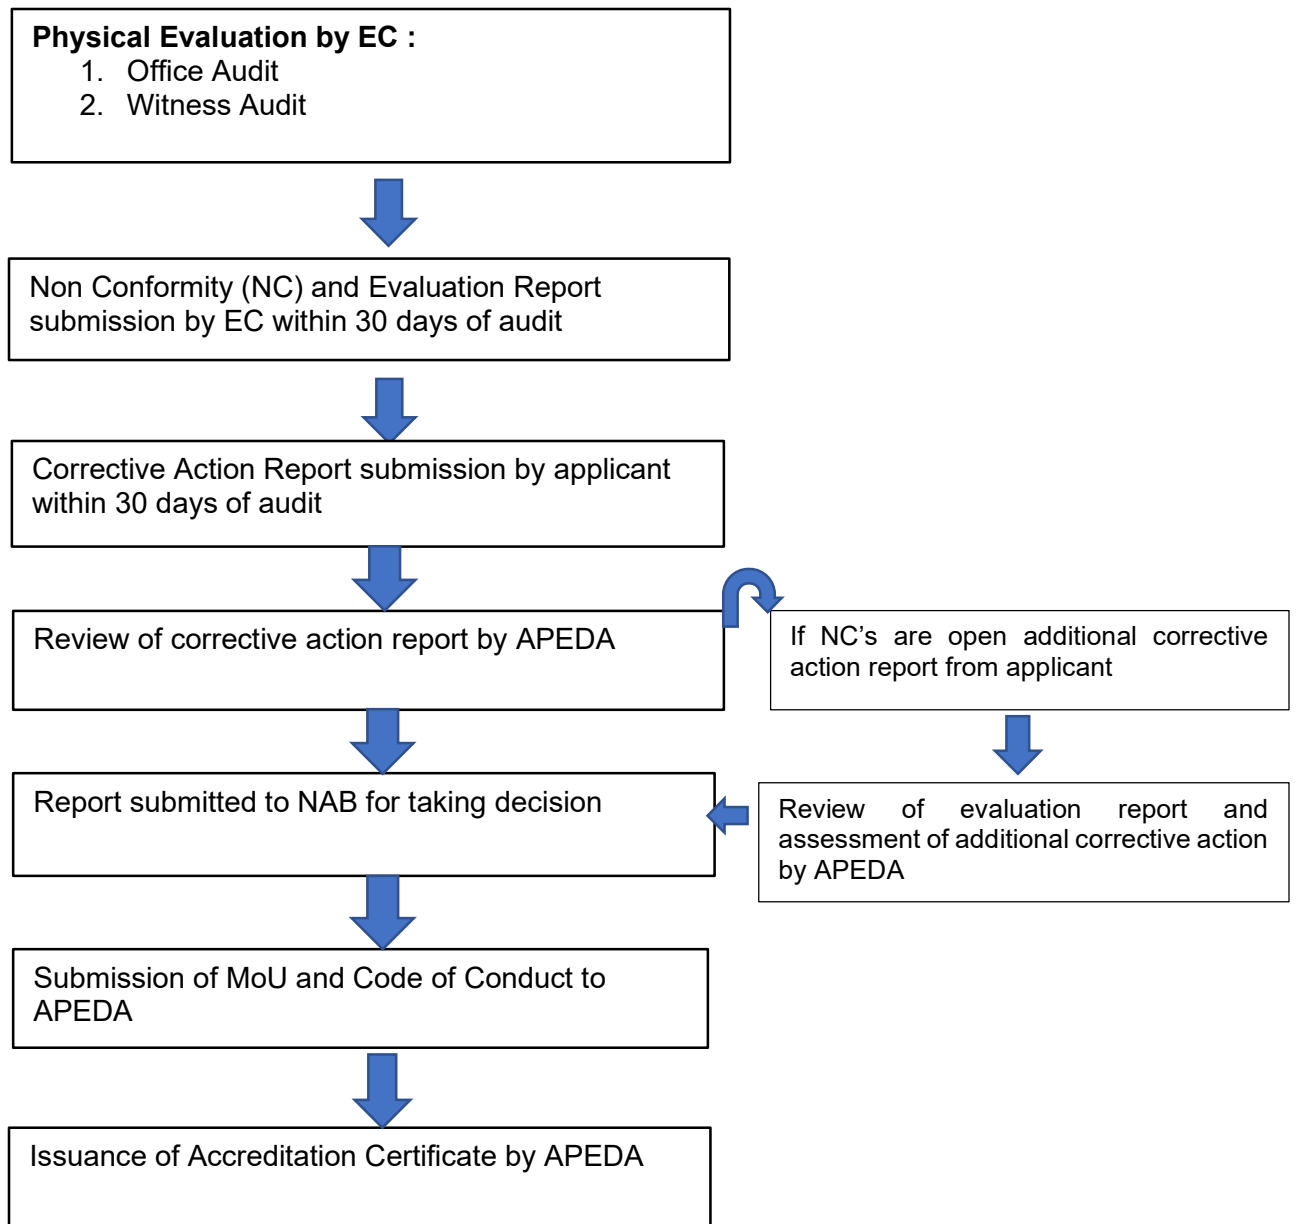 Physical Evaluation by EC :
1. Office Audit
2. Witness Audit
Non Conformity (NC) and Evaluation Report
submission by EC within 30 days of audit
Corrective Action Report submission by applicant
within 30 days of audit
Review of corrective action report by APEDA
If NC’s are open additional corrective
action report from applicant
Report submitted to NAB for taking decision
Review of evaluation report and
assessment of additional corrective action
by APEDA
Submission of MoU and Code of Conduct to
APEDA
Issuance of Accreditation Certificate by APEDA